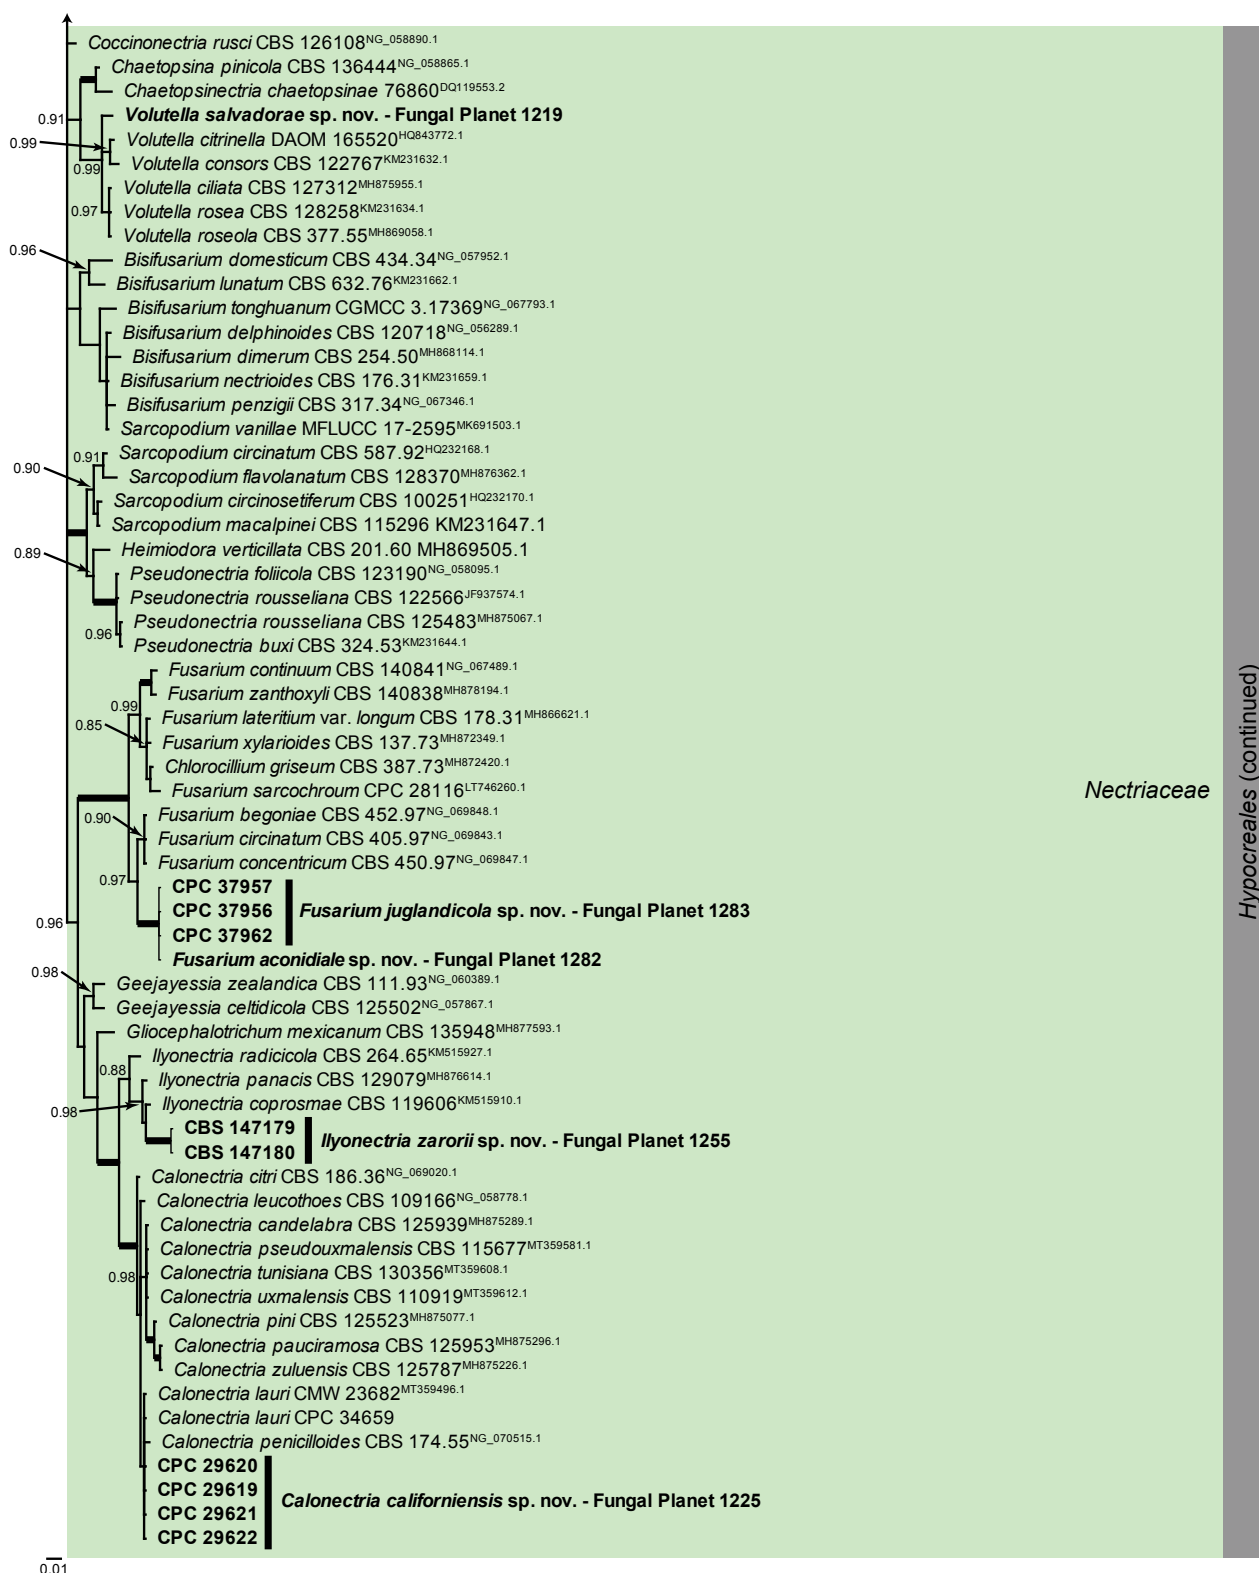 Coccinonectria rusci CBS 126108NG_058890.1
Chaetopsina pinicola CBS 136444NG_058865.1
Chaetopsinectria chaetopsinae 76860DQ119553.2
0.91
Volutella salvadorae sp. nov. - Fungal Planet 1219
0.99
Volutella citrinella DAOM 165520HQ843772.1
Volutella consors CBS 122767KM231632.1
0.99
Volutella ciliata CBS 127312MH875955.1
0.97
Volutella rosea CBS 128258KM231634.1
Volutella roseola CBS 377.55MH869058.1
0.96
Bisifusarium domesticum CBS 434.34NG_057952.1
Bisifusarium lunatum CBS 632.76KM231662.1
Bisifusarium tonghuanum CGMCC 3.17369NG_067793.1
Bisifusarium delphinoides CBS 120718NG_056289.1
Bisifusarium dimerum CBS 254.50MH868114.1
Bisifusarium nectrioides CBS 176.31KM231659.1
Bisifusarium penzigii CBS 317.34NG_067346.1
Sarcopodium vanillae MFLUCC 17-2595MK691503.1
0.91
Sarcopodium circinatum CBS 587.92HQ232168.1
0.90
Sarcopodium flavolanatum CBS 128370MH876362.1
Sarcopodium circinosetiferum CBS 100251HQ232170.1
Sarcopodium macalpinei CBS 115296 KM231647.1
0.89
Heimiodora verticillata CBS 201.60 MH869505.1
Pseudonectria foliicola CBS 123190NG_058095.1
Pseudonectria rousseliana CBS 122566JF937574.1
Pseudonectria rousseliana CBS 125483MH875067.1
0.96
Pseudonectria buxi CBS 324.53KM231644.1
Fusarium continuum CBS 140841NG_067489.1
Fusarium zanthoxyli CBS 140838MH878194.1
0.99
0.85
Fusarium lateritium var. longum CBS 178.31MH866621.1
Fusarium xylarioides CBS 137.73MH872349.1
Chlorocillium griseum CBS 387.73MH872420.1
Fusarium sarcochroum CPC 28116LT746260.1
0.90
Fusarium begoniae CBS 452.97NG_069848.1
Fusarium circinatum CBS 405.97NG_069843.1
Fusarium concentricum CBS 450.97NG_069847.1
0.97
CPC 37957
CPC 37956
CPC 37962
Fusarium juglandicola sp. nov. - Fungal Planet 1283
0.96
Fusarium aconidiale sp. nov. - Fungal Planet 1282
0.98
Geejayessia zealandica CBS 111.93NG_060389.1
Geejayessia celtidicola CBS 125502NG_057867.1
Gliocephalotrichum mexicanum CBS 135948MH877593.1
Ilyonectria radicicola CBS 264.65KM515927.1
0.88
Ilyonectria panacis CBS 129079MH876614.1
0.98
Ilyonectria coprosmae CBS 119606KM515910.1
CBS 147179
CBS 147180
Ilyonectria zarorii sp. nov. - Fungal Planet 1255
Calonectria citri CBS 186.36NG_069020.1
Calonectria leucothoes CBS 109166NG_058778.1
Calonectria candelabra CBS 125939MH875289.1
Calonectria pseudouxmalensis CBS 115677MT359581.1
0.98
Calonectria tunisiana CBS 130356MT359608.1
Calonectria uxmalensis CBS 110919MT359612.1
Calonectria pini CBS 125523MH875077.1
Calonectria pauciramosa CBS 125953MH875296.1
Calonectria zuluensis CBS 125787MH875226.1
Calonectria lauri CMW 23682MT359496.1
Calonectria lauri CPC 34659
Calonectria penicilloides CBS 174.55NG_070515.1
CPC 29620
CPC 29619
CPC 29621
CPC 29622
Calonectria californiensis sp. nov. - Fungal Planet 1225
0.01
Nectriaceae
Hypocreales (continued)